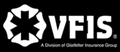 VFIS®
A Division of Glatfelter Insurance Group